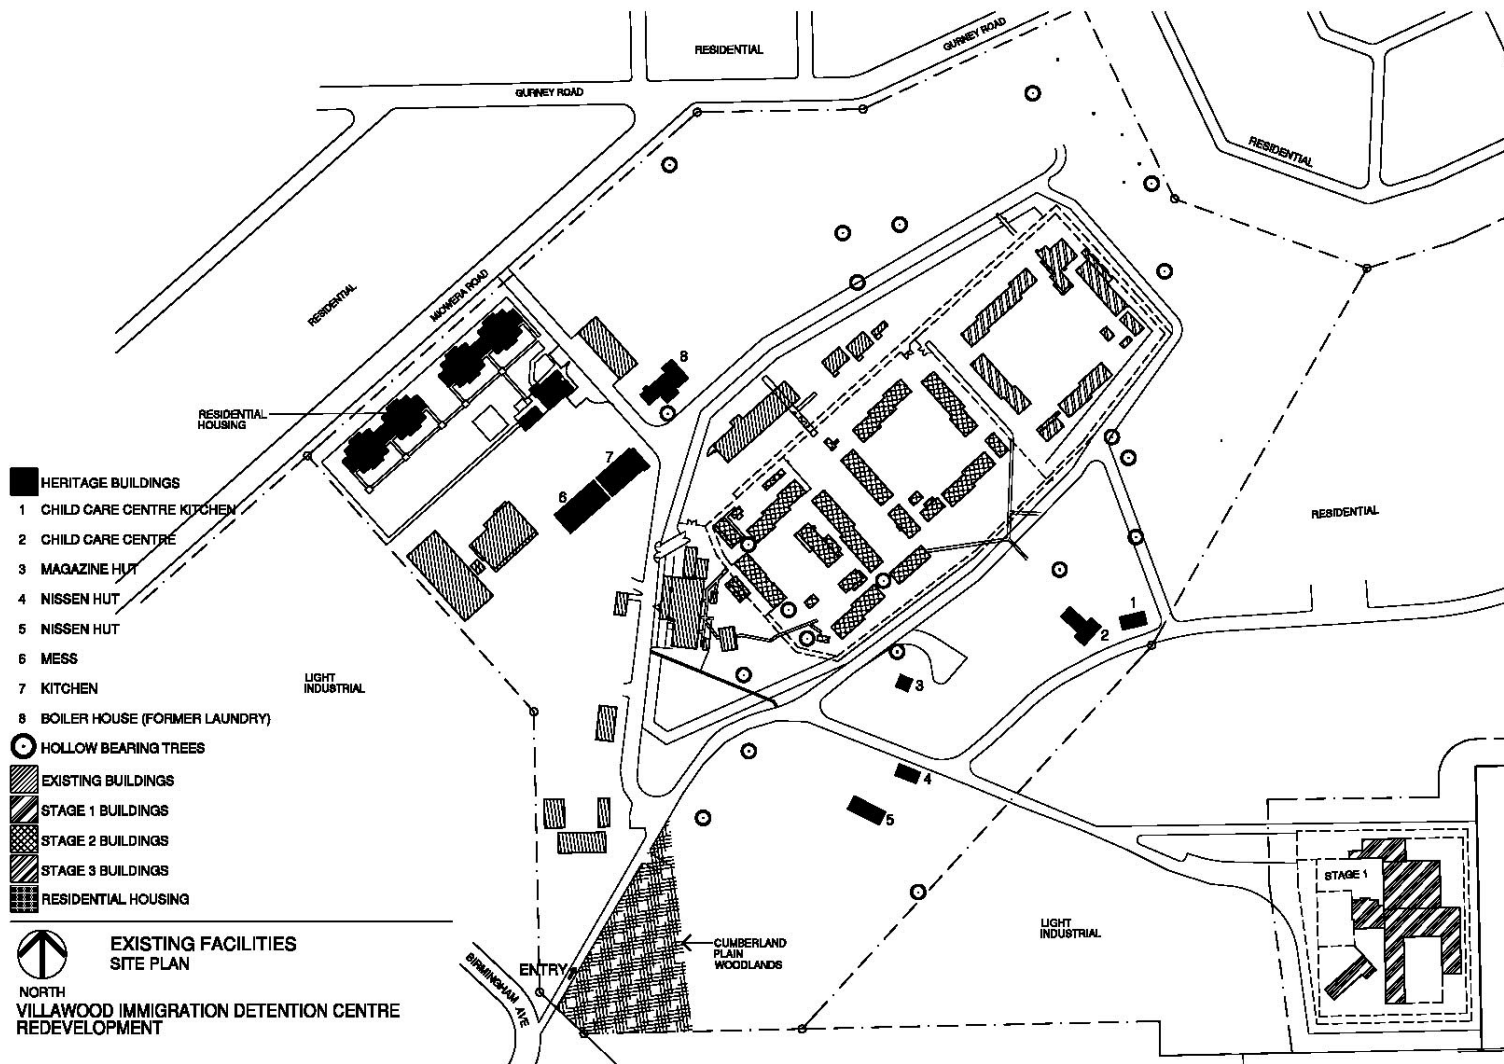 RESIDENTIAL
GURNEY ROAD
GURNEY ROAD
RESIDENTIAL
RESIDENTIAL
MIOWERA ROAD
8
RESIDENTIAL
HOUSING
7
6
RESIDENTIAL
1
2
3
4
5
LIGHT
INDUSTRIAL
HERITAGE BUILDINGS
1 CHILD CARE CENTRE KITCHEN
2 CHILD CARE CENTRE
3 MAGAZINE HUT
4 NISSEN HUT
5 NISSEN HUT
6 MESS
7 KITCHEN
8 BOILER HOUSE (FORMER LAUNDRY)
HOLLOW BEARING TREES
EXISTING BUILDINGS
STAGE 1 BUILDINGS
STAGE 2 BUILDINGS
STAGE 3 BUILDINGS
RESIDENTIAL HOUSING
STAGE 1
LIGHT
INDUSTRIAL
CUMBERLAND
PLAIN
WOODLANDS
ENTRY
BIRMINGHAM AVE
EXISTING FACILITIES
SITE PLAN
NORTH
VILLAWOOD IMMIGRATION DETENTION CENTRE
REDEVELOPMENT